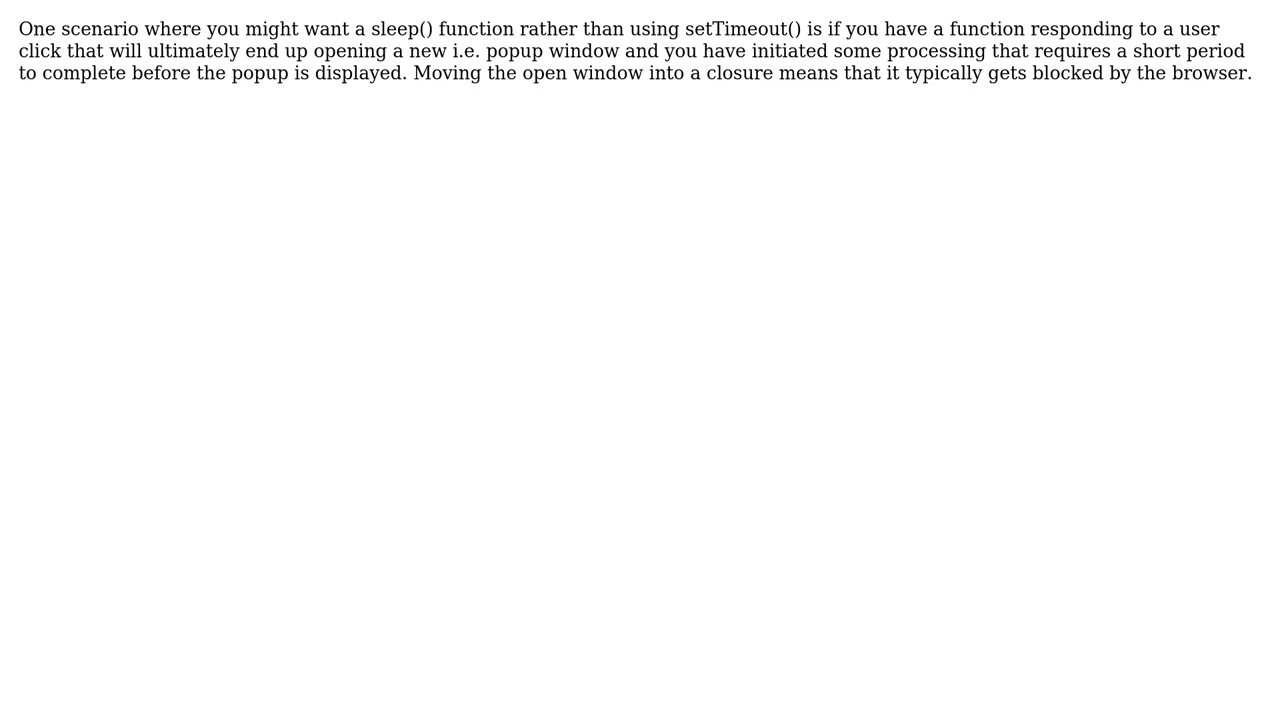 One scenario where you might want a sleep() function rather than using setTimeout() is if you have a function responding to a user
click that will ultimately end up opening a new i.e. popup window and you have initiated some processing that requires a short period
to complete before the popup is displayed. Moving the open window into a closure means that it typically gets blocked by the browser.